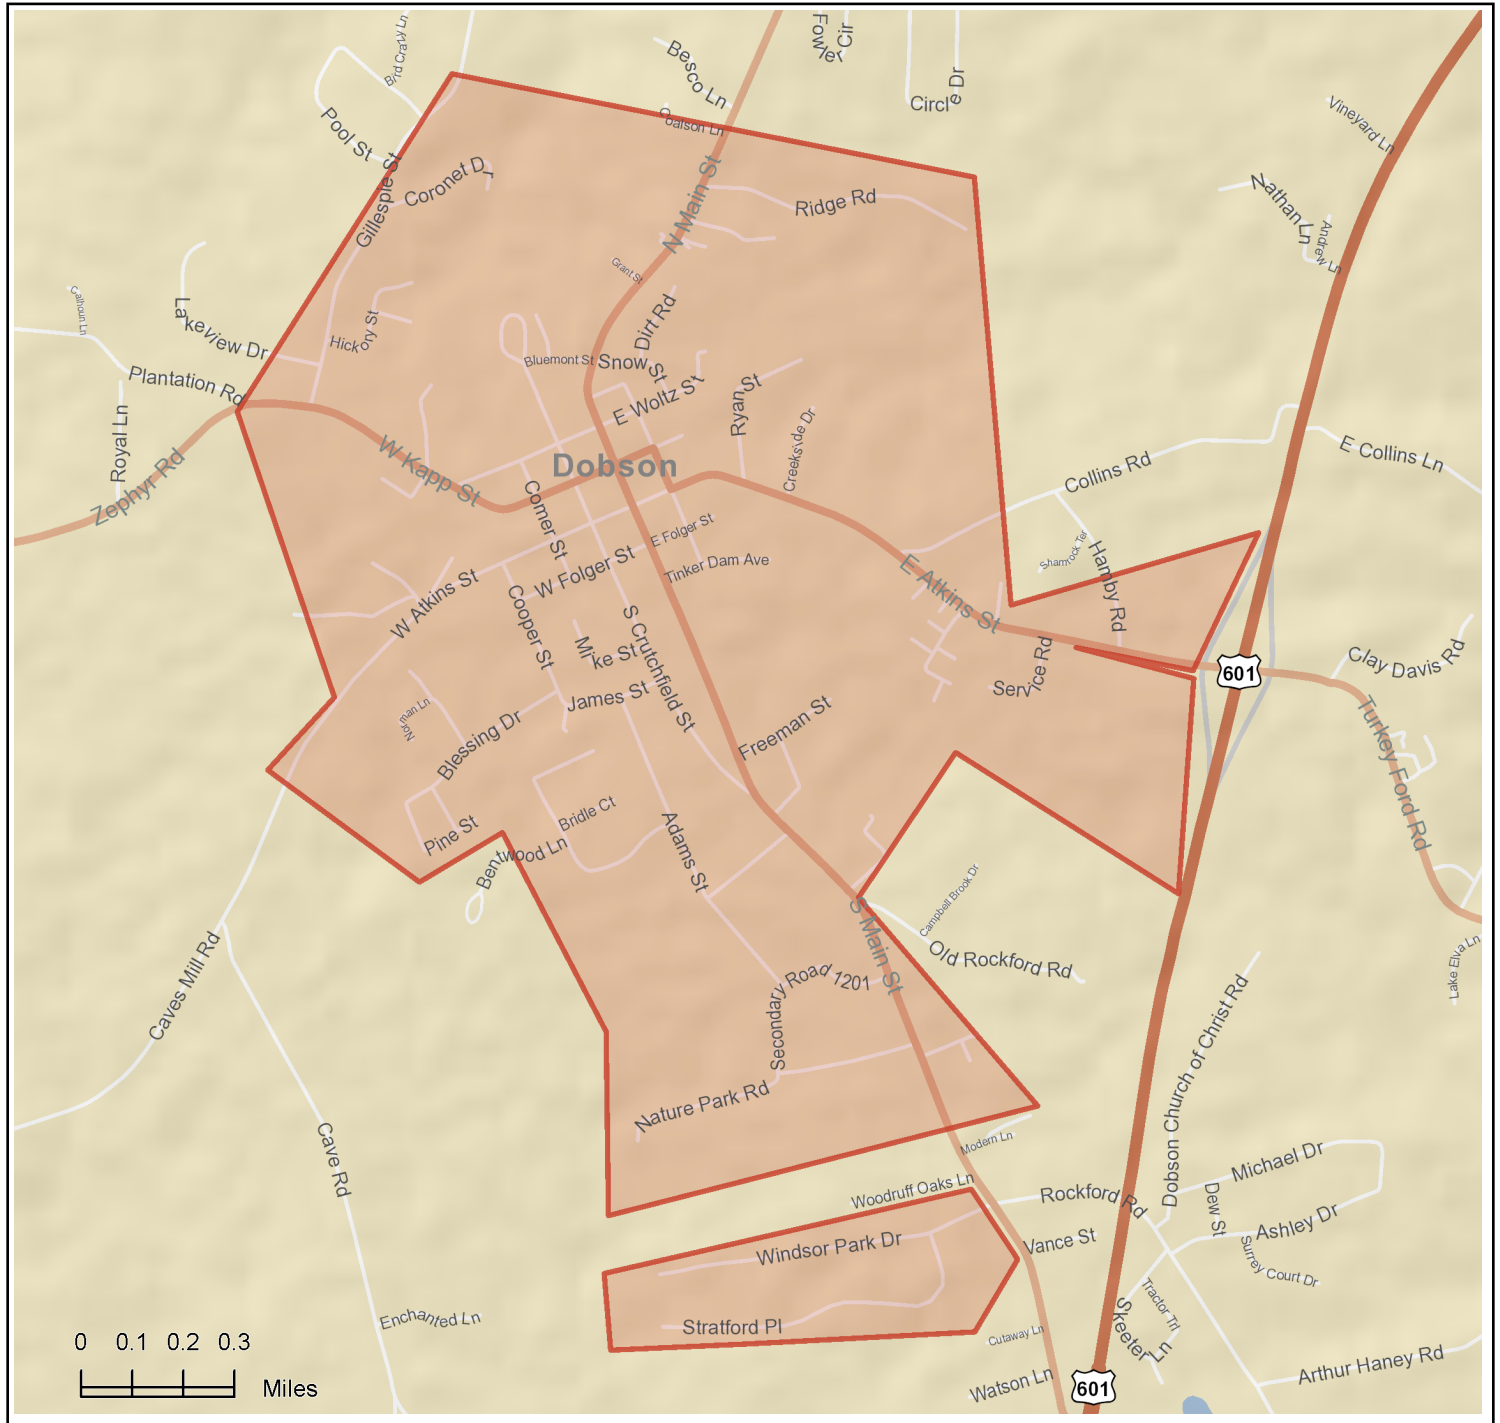 Fowler Cir
Brd Crazy Ln
Besco Ln
Circle Dr
Vineyard Ln
Coalson Ln
Pool St
Gillespie St
Coronet Dr
N Main St
Ridge Rd
Nathan Ln
Andrew Ln
Grant St
Calhoun Ln
Lakeview Dr
Hickory St
Dirt Rd
Bluemont St
Snow St
Plantation Rd
E Woltz St
Ryan St
Creekside Dr
Royal Ln
Zephyr Rd
W Kapp St
Dobson
Collins Rd
E Collins Ln
Comer St
E Folger St
Tinker Dam Ave
W Folger St
Shamrock Ter
Hamby Rd
E Atkins St
W Atkins St
Cooper St
Mike St
S Crutchfield St
James St
Service Rd
601
Clay Davis Rd
Norman Ln
Blessing Dr
Freeman St
Turkey Ford Rd
Pine St
Bridle Ct
Bentwood Ln
Adams St
Campbell Brook Dr
S Main St
Old Rockford Rd
Lake Elva Ln
Caves Mill Rd
Secondary Road 1201
Dobson Church of Christ Rd
Nature Park Rd
Cave Rd
Modern Ln
Michael Dr
Woodruff Oaks Ln
Rockford Rd
Dew St
Ashley Dr
Windsor Park Dr
Vance St
Surrey Court Dr
Enchanted Ln
Stratford Pl
Cutaway Ln
Skeeter Ln
Tractor Trl
Arthur Haney Rd
Watson Ln
601
0 0.1 0.2 0.3
Miles